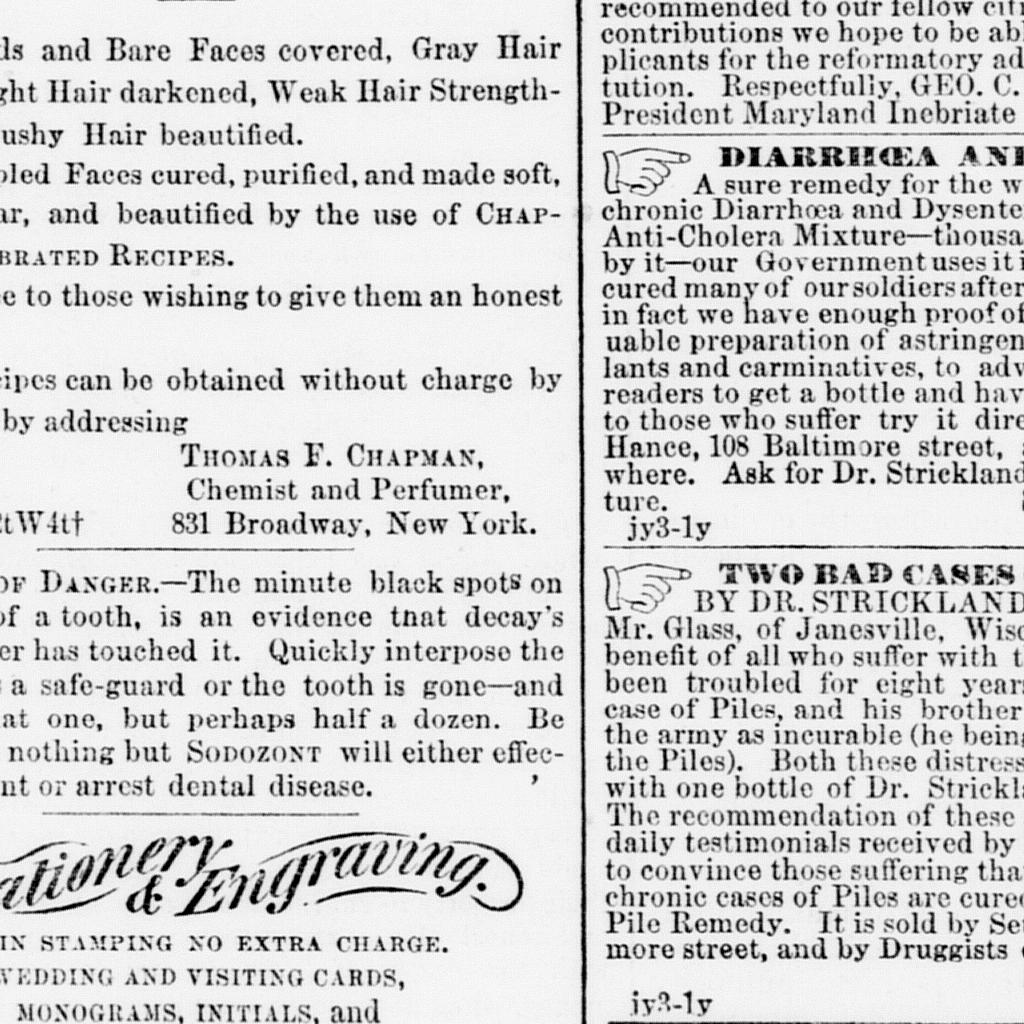 ds and Bare Faces covered, Gray Hair
ght Hair darkened, Weak Hair Strength-
ushy Hair beautified.
pled Faces cured, purified, and made soft,
ar, and beautified by the use of CHAP-
BRATED RECIPES.
e to those wishing to give them an honest
cipes can be obtained without charge by
by addressing
THOMAS F. CHAPMAN,
Chemist and Perfumer,
tW4t† 831 Broadway, New York.
OF DANGER.—The minute black spots on
of a tooth, is an evidence tnat decay's
er has touched it. Quickly interpose the
a safe-guard or the tooth is gone—and
at one, but perhaps half a dozen. Be
nothing but SODOZONT will either effec-
nt or arrest dental disease. ’
ationery
& Engraving.
IN STAMPING NO EXTRA CHARGE.
WEDDING AND VISITING CARDS,
MONOGRAMS, INITIALS, and
recommended to our fellow citi
contributions we hope to be abl
plicants for the reformatory ad
tution. Respectfully, GEO. C.
President Maryland Inebriate
DIARRHŒA AND
A sure remedy for the w
chronic Diarrhœa and Dysente
Anti-Cholera Mixture—thousa
by it—our Government uses it i
cured many of our soldiers after
in fact we have enough proof of
uable preparation of astringen
lants and carminatives, to adv
readers to get a bottle and hav
to those who suffer try it dire
Hance, 108 Baltimore street,
where. Ask for Dr. Strickland
ture.
jy3-1y
TWO BAD CASES
BY DR. STRICKLAND
Mr. Glass, of Janesville, Wisc
benefit of all who suffer with t
been troubled for eight years
case of Piles, and his brother
the army as incurable (he being
the Piles). Both these distress
with one bottle of Dr. Strickla
The recommendation of these
daily testimonials received by
to convince those suffering tha
chronic cases of Piles are cured
Pile Remedy. It is sold by Set
more street, and by Druggists
jy3-1y